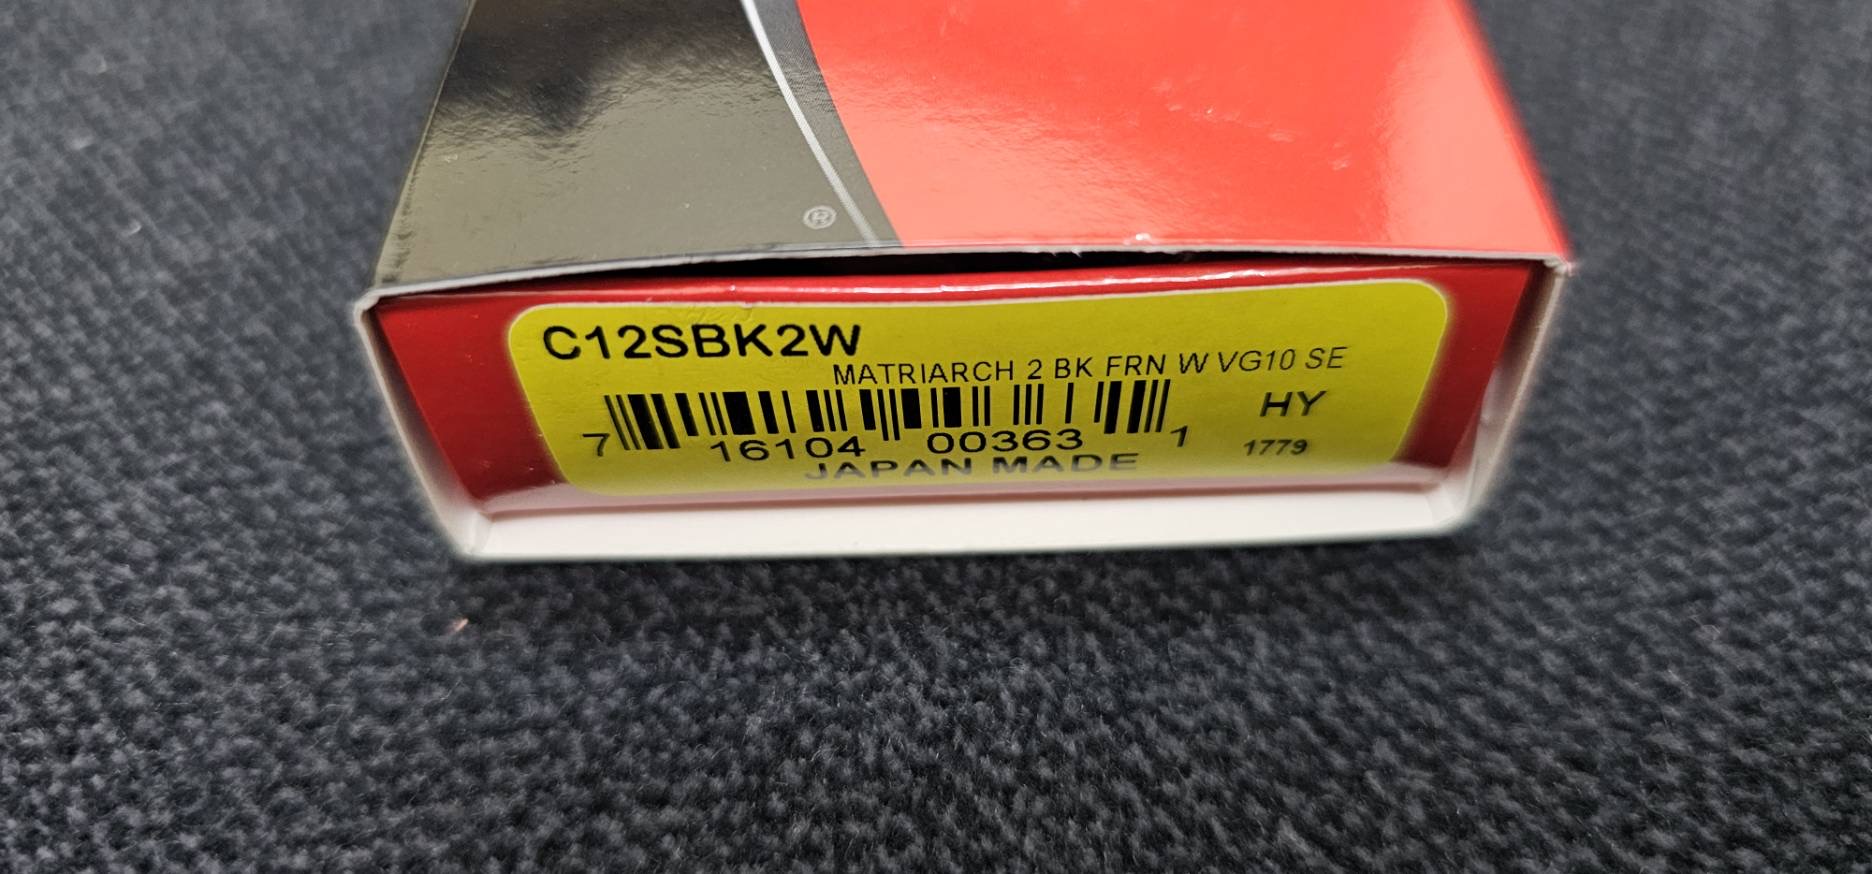 ®
C12SBK2W
MATRIARCH 2 BK FRN W VG10 SE
HY
7 16104 00363 1
1779
JAPAN MADE